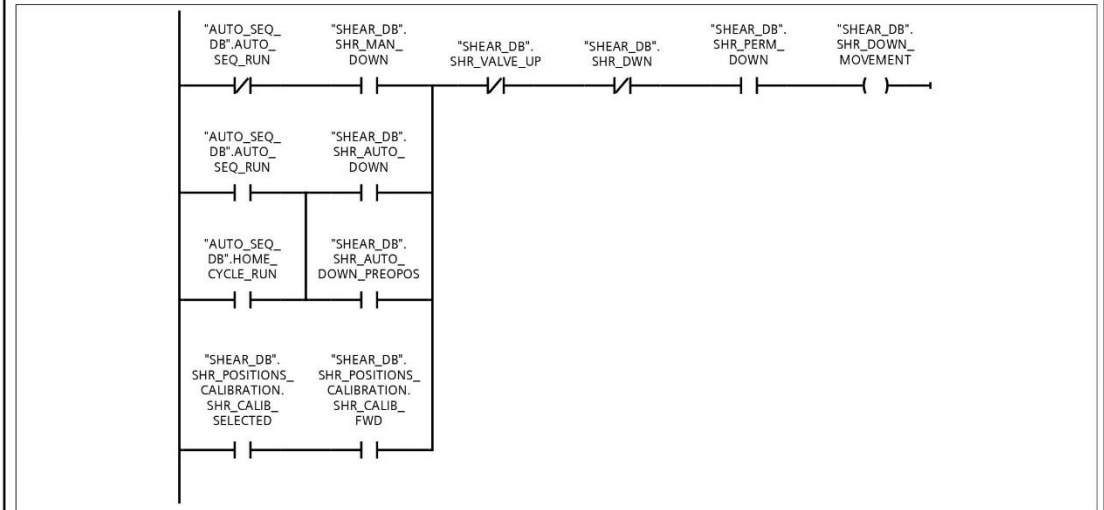 "AUTO_SEQ_
DB".AUTO_
SEQ_RUN
"SHEAR_DB".
SHR_MAN_
DOWN
"SHEAR_DB".
SHR_VALVE_UP
"SHEAR_DB".
SHR_DWN
"SHEAR_DB".
SHR_PERM_
DOWN
"SHEAR_DB".
SHR_DOWN_
MOVEMENT
"AUTO_SEQ_
DB".AUTO_
SEQ_RUN
"SHEAR_DB".
SHR_AUTO_
DOWN
"AUTO_SEQ_
DB".HOME_
CYCLE_RUN
"SHEAR_DB".
SHR_AUTO_
DOWN_PREOPOS
"SHEAR_DB".
SHR_POSITIONS_
CALIBRATION.
SHR_CALIB_
SELECTED
"SHEAR_DB".
SHR_POSITIONS_
CALIBRATION.
SHR_CALIB_
FWD